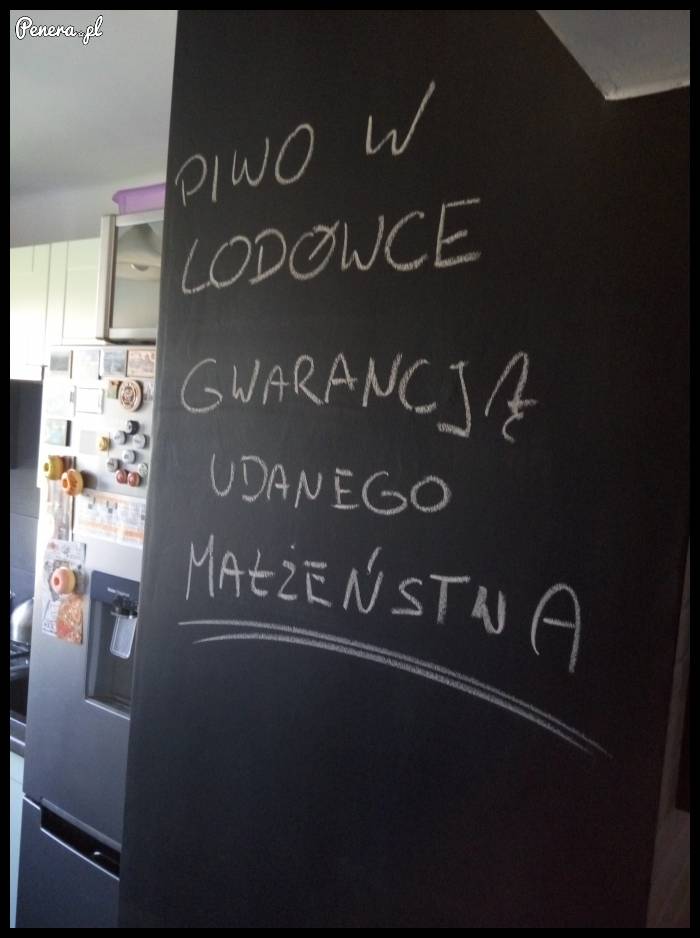 Penera.pl
PIWO W
LODÓWCE
GWARANCJĄ
UDANEGO
MAŁŻEŃSTWA